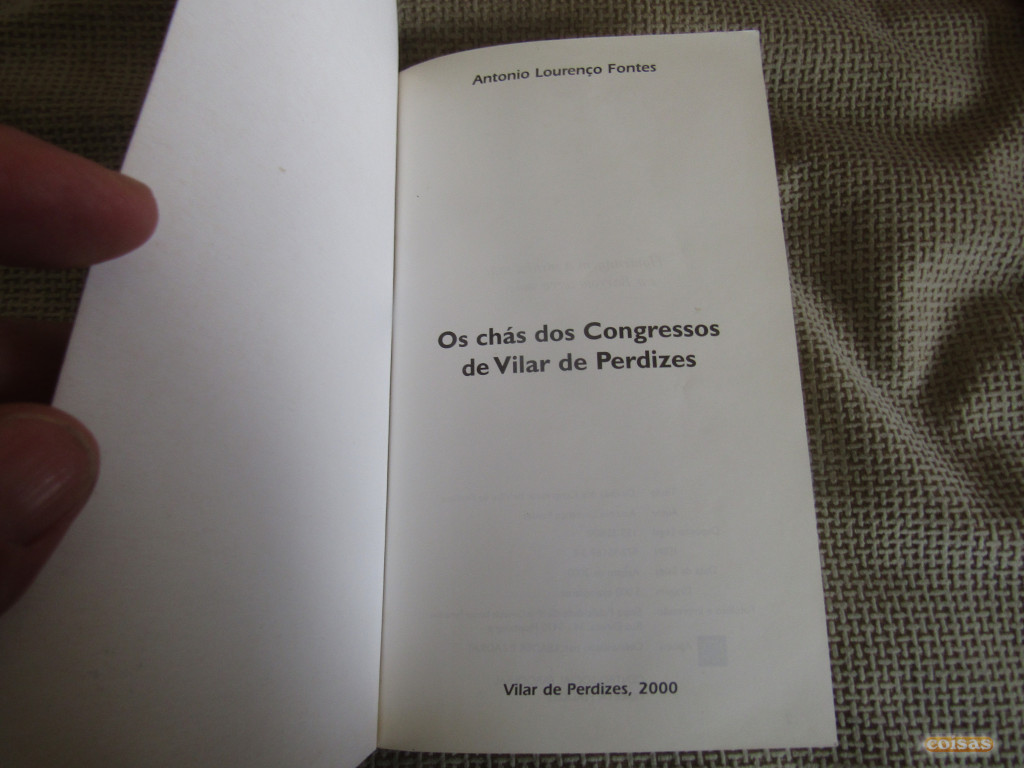 Antonio Lourenço Fontes
Os chás dos Congressos
de Vilar de Perdizes
Vilar de Perdizes, 2000
coisas